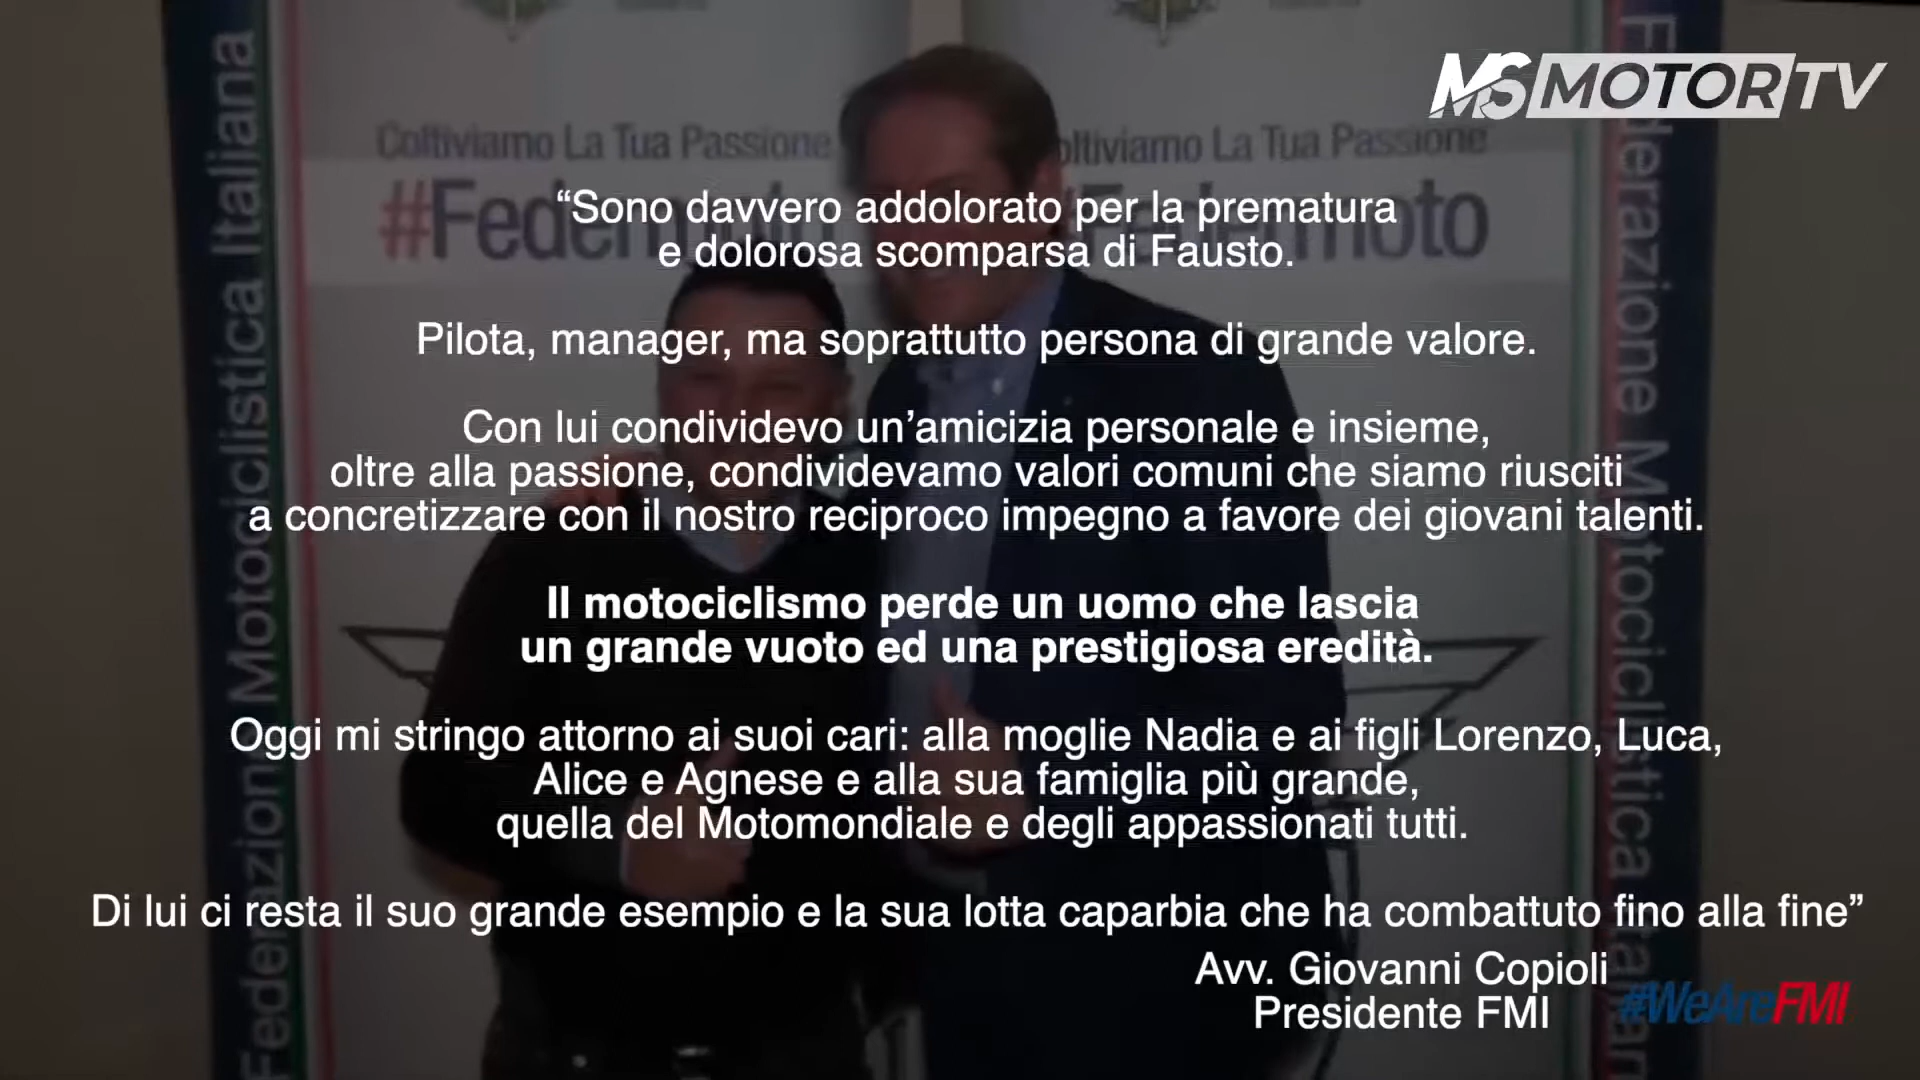 MS MOTOR TV
Coltiviamo La Tua Passione
oltiviamo La Tua Passione
Federazione Motociclistica Italiana
Federazione Motociclistica
“Sono davvero addolorato per la prematura
e dolorosa scomparsa di Fausto.
Pilota, manager, ma soprattutto persona di grande valore.
Con lui condividevo un’amicizia personale e insieme,
oltre alla passione, condividevamo valori comuni che siamo riusciti
a concretizzare con il nostro reciproco impegno a favore dei giovani talenti.
Il motociclismo perde un uomo che lascia
un grande vuoto ed una prestigiosa eredità.
Oggi mi stringo attorno ai suoi cari: alla moglie Nadia e ai figli Lorenzo, Luca,
Alice e Agnese e alla sua famiglia più grande,
quella del Motomondiale e degli appassionati tutti.
Di lui ci resta il suo grande esempio e la sua lotta caparbia che ha combattuto fino alla fine”
Avv. Giovanni Copioli
Presidente FMI
#WeAreFMI